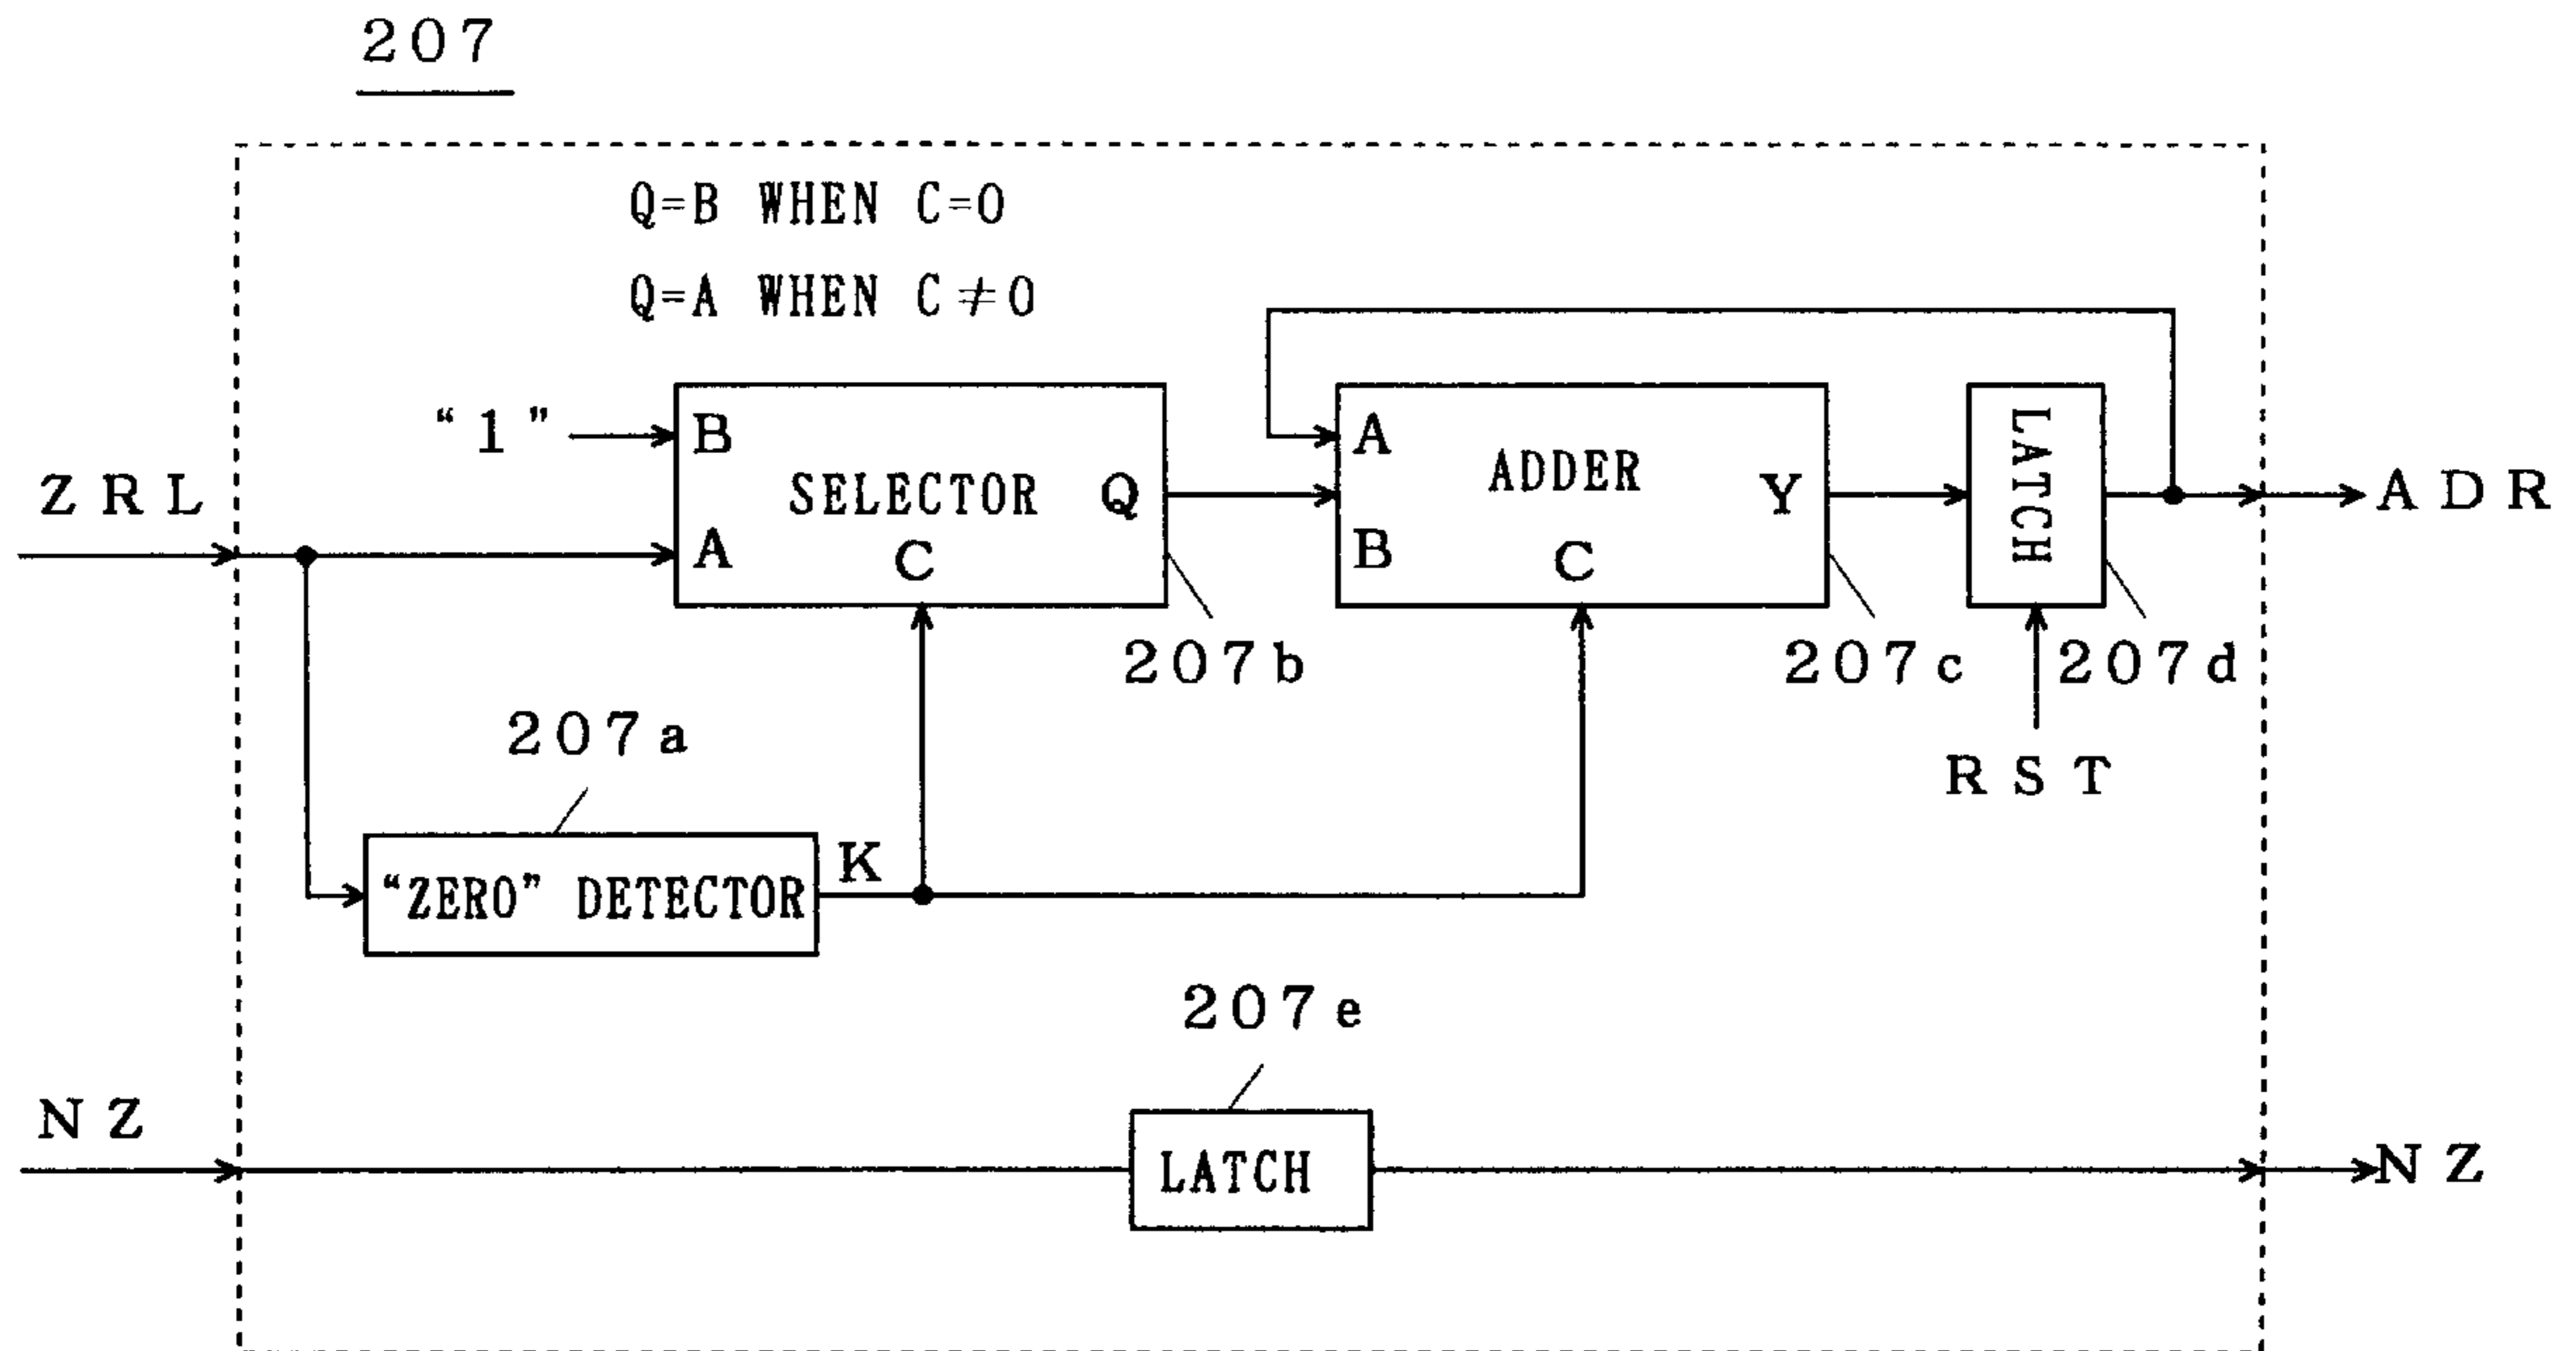 207
Q=B WHEN C=0
Q=A WHEN C≠0
“1”
B
SELECTOR
Q
A
C
A
ADDER
Y
B
C
LATCH
ZRL
ADR
207b
207c
207d
RST
207a
“ZERO” DETECTOR
K
207e
NZ
LATCH
NZ